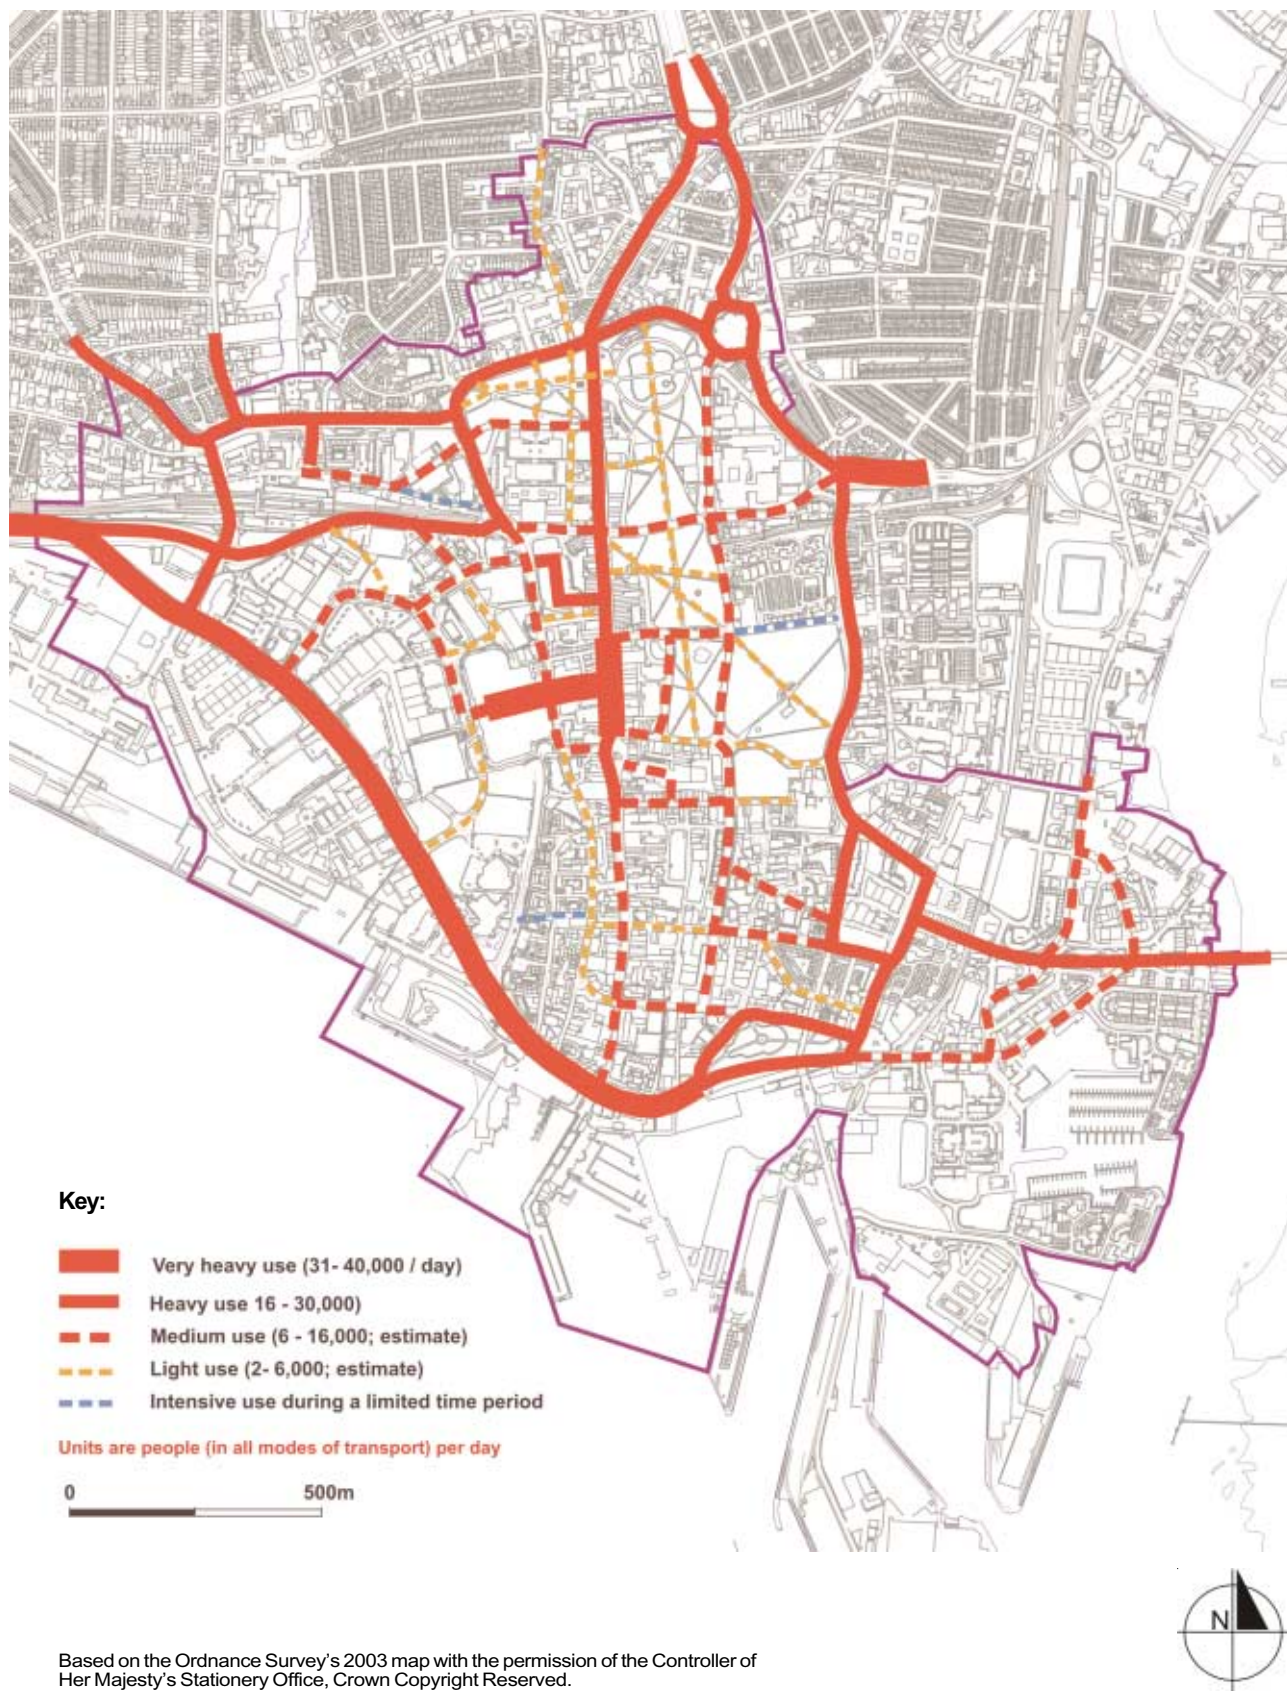 Key:
Very heavy use (31- 40,000 / day)
Heavy use 16 - 30,000)
Medium use (6 - 16,000; estimate)
Light use (2- 6,000; estimate)
Intensive use during a limited time period
Units are people (in all modes of transport) per day
0 500m
N
Based on the Ordnance Survey's 2003 map with the permission of the Controller of
Her Majesty's Stationery Office, Crown Copyright Reserved.